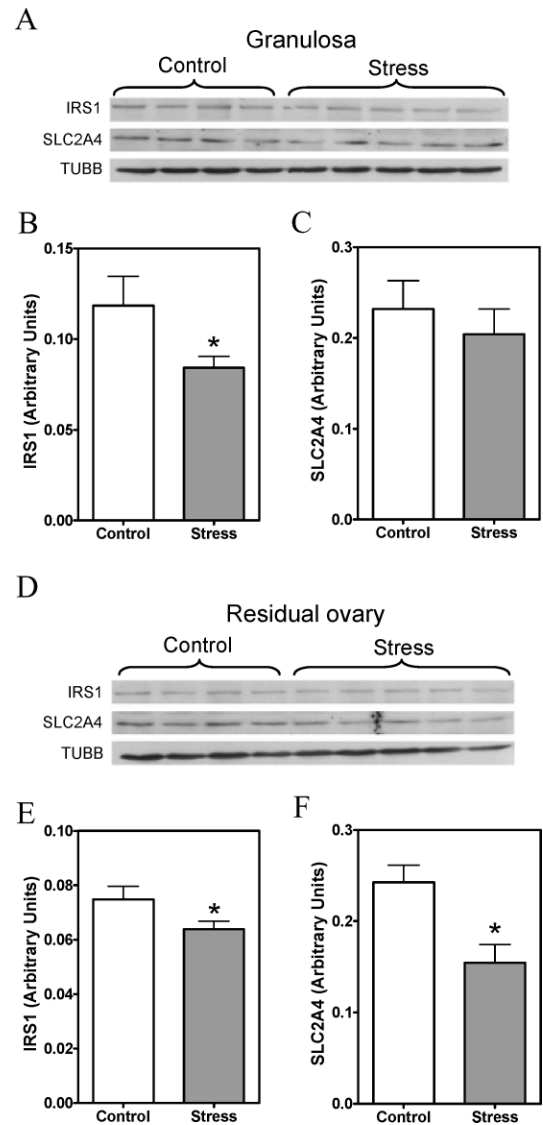 A
Granulosa
Control Stress
IRS1
SLC2A4
TUBB
B
IRS1 (Arbitrary Units)
0.15
0.10
0.05
0.00
*
Control Stress
C
SLC2A4 (Arbitrary Units)
0.3
0.2
0.1
0.0
Control Stress
D
Residual ovary
Control Stress
IRS1
SLC2A4
TUBB
E
IRS1 (Arbitrary Units)
0.10
0.08
0.06
0.04
0.02
0.00
*
Control Stress
F
SLC2A4 (Arbitrary Units)
0.3
0.2
0.1
0.0
*
Control Stress